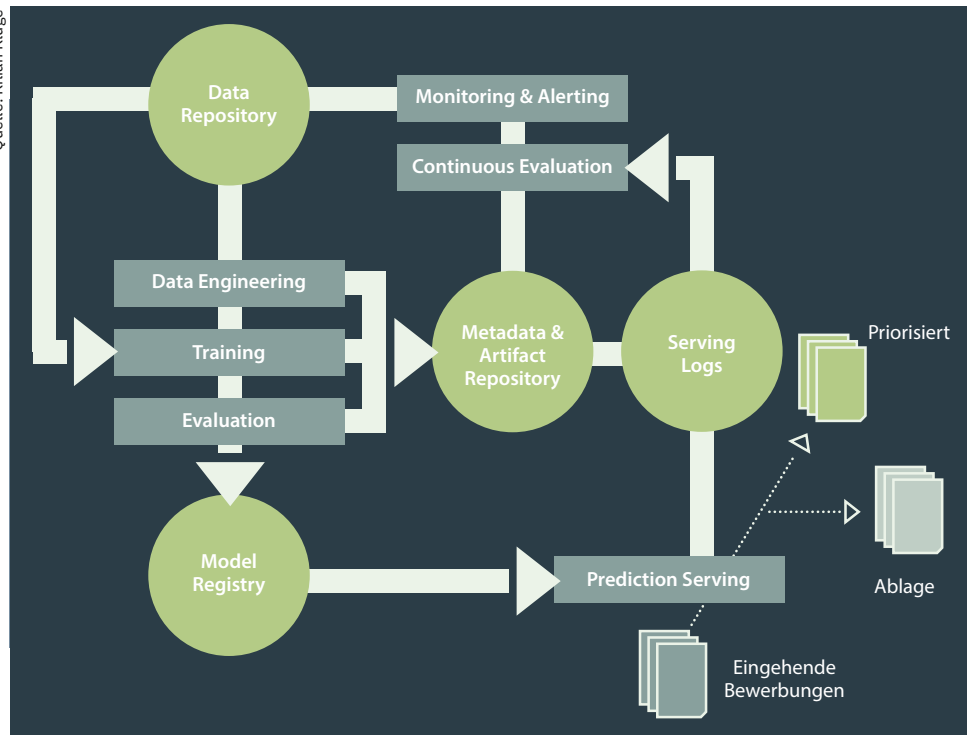 Data
Repository
Monitoring & Alerting
Continuous Evaluation
Data Engineering
Training
Evaluation
Metadata &
Artifact
Repository
Serving
Logs
Priorisiert
Ablage
Model
Registry
Prediction Serving
Eingehende
Bewerbungen